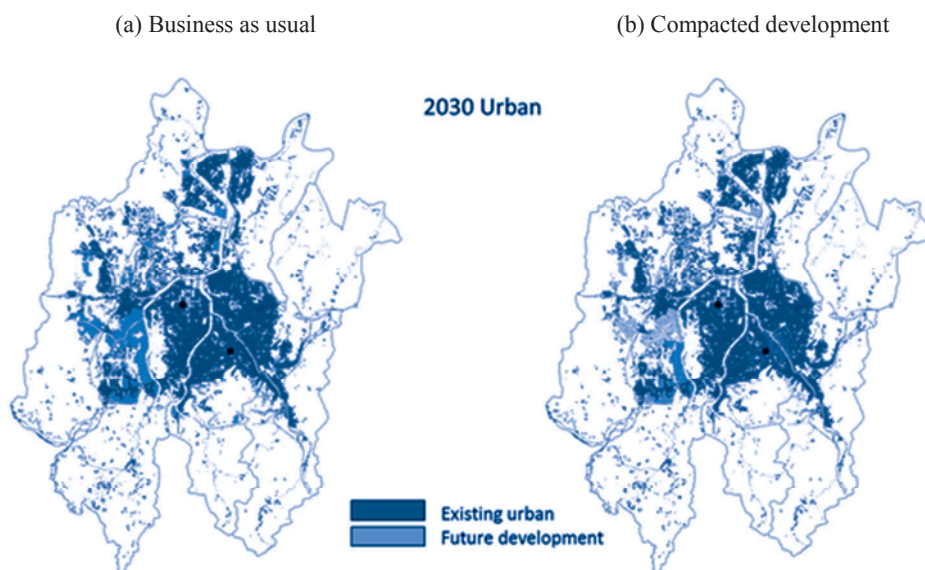 (a) Business as usual
(b) Compacted development
2030 Urban
Existing urban
Future development